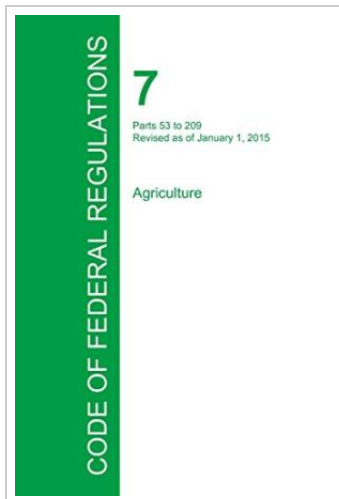 CODE OF FEDERAL REGULATIONS
7
Parts 53 to 209
Revised as of January 1, 2015
Agriculture